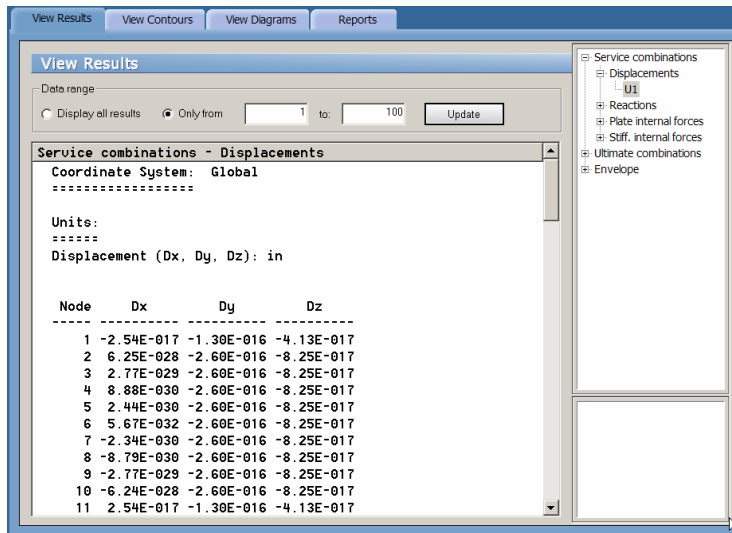 View Results View Contours View Diagrams Reports
View Results
Data range
Display all results Only from 1 to: 100 Update
Service combinations - Displacements
Coordinate System: Global
==================
Units:
======
Displacement (Dx, Dy, Dz): in
Node Dx Dy Dz
----- ---------- ---------- ----------
1 -2.54E-017 -1.30E-016 -4.13E-017
2 6.25E-028 -2.60E-016 -8.25E-017
3 2.77E-029 -2.60E-016 -8.25E-017
4 8.88E-030 -2.60E-016 -8.25E-017
5 2.44E-030 -2.60E-016 -8.25E-017
6 5.67E-032 -2.60E-016 -8.25E-017
7 -2.34E-030 -2.60E-016 -8.25E-017
8 -8.79E-030 -2.60E-016 -8.25E-017
9 -2.77E-029 -2.60E-016 -8.25E-017
10 -6.24E-028 -2.60E-016 -8.25E-017
11 2.54E-017 -1.30E-016 -4.13E-017
Service combinations
Displacements
U1
Reactions
Plate internal forces
Stiff. internal forces
Ultimate combinations
Envelope